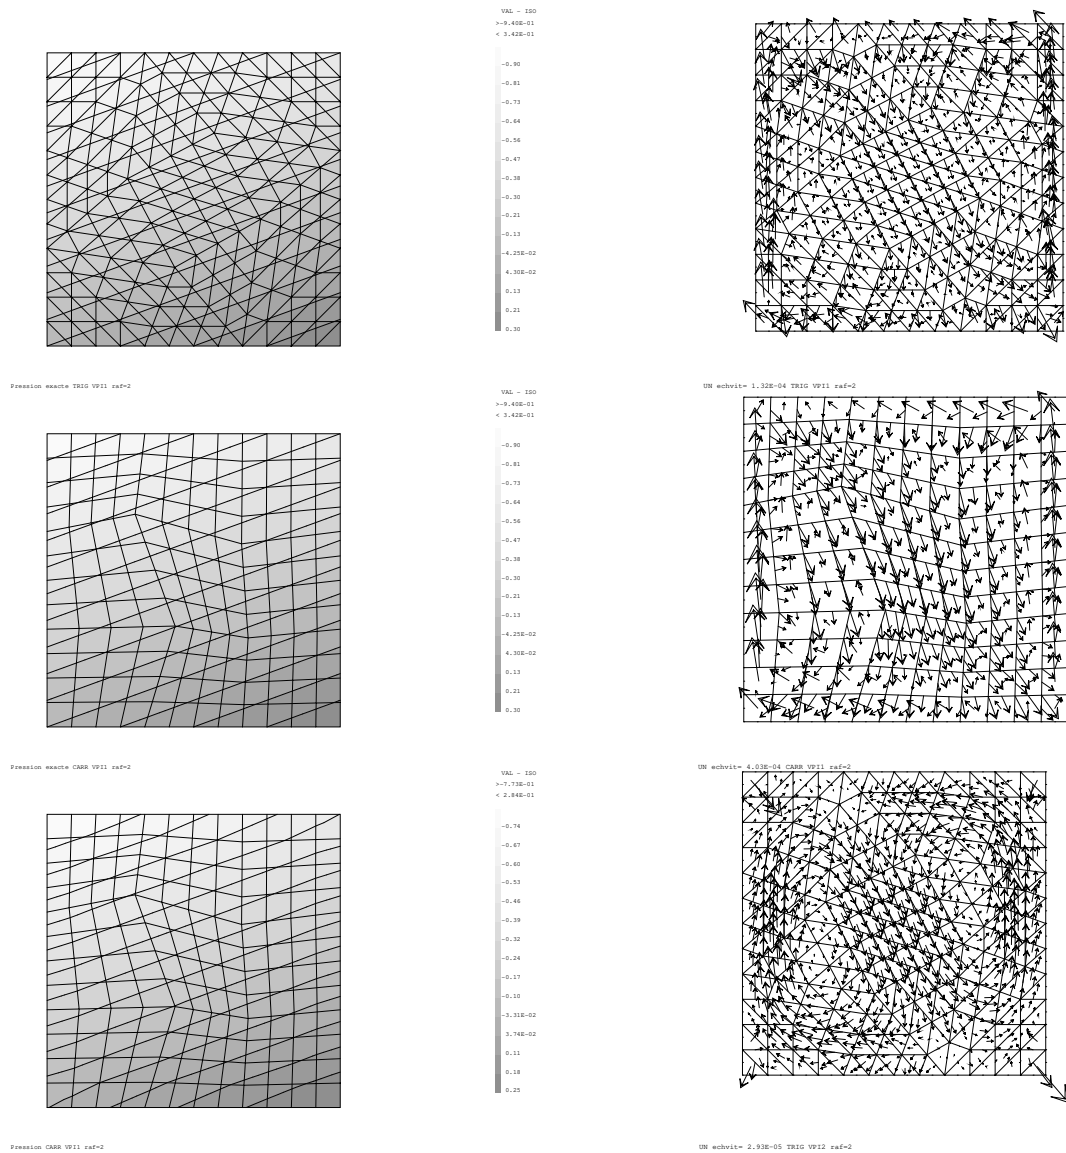 VAL - ISO
>-9.40E-01
< 3.42E-01
-0.90
-0.81
-0.73
-0.64
-0.56
-0.47
-0.38
-0.30
-0.21
-0.13
-4.25E-02
4.30E-02
0.13
0.21
0.30
Pression exacte TRIG VPI1 raf=2
UN echvit= 1.32E-04 TRIG VPI1 raf=2
VAL - ISO
>-9.40E-01
< 3.42E-01
-0.90
-0.81
-0.73
-0.64
-0.56
-0.47
-0.38
-0.30
-0.21
-0.13
-4.25E-02
4.30E-02
0.13
0.21
0.30
Pression exacte CARR VPI1 raf=2
UN echvit= 4.03E-04 CARR VPI1 raf=2
VAL - ISO
>-7.73E-01
< 2.84E-01
-0.74
-0.67
-0.60
-0.53
-0.46
-0.39
-0.32
-0.24
-0.17
-0.10
-3.31E-02
3.74E-02
0.11
0.18
0.25
Pression CARR VPI1 raf=2
UN echvit= 2.93E-05 TRIG VPI2 raf=2